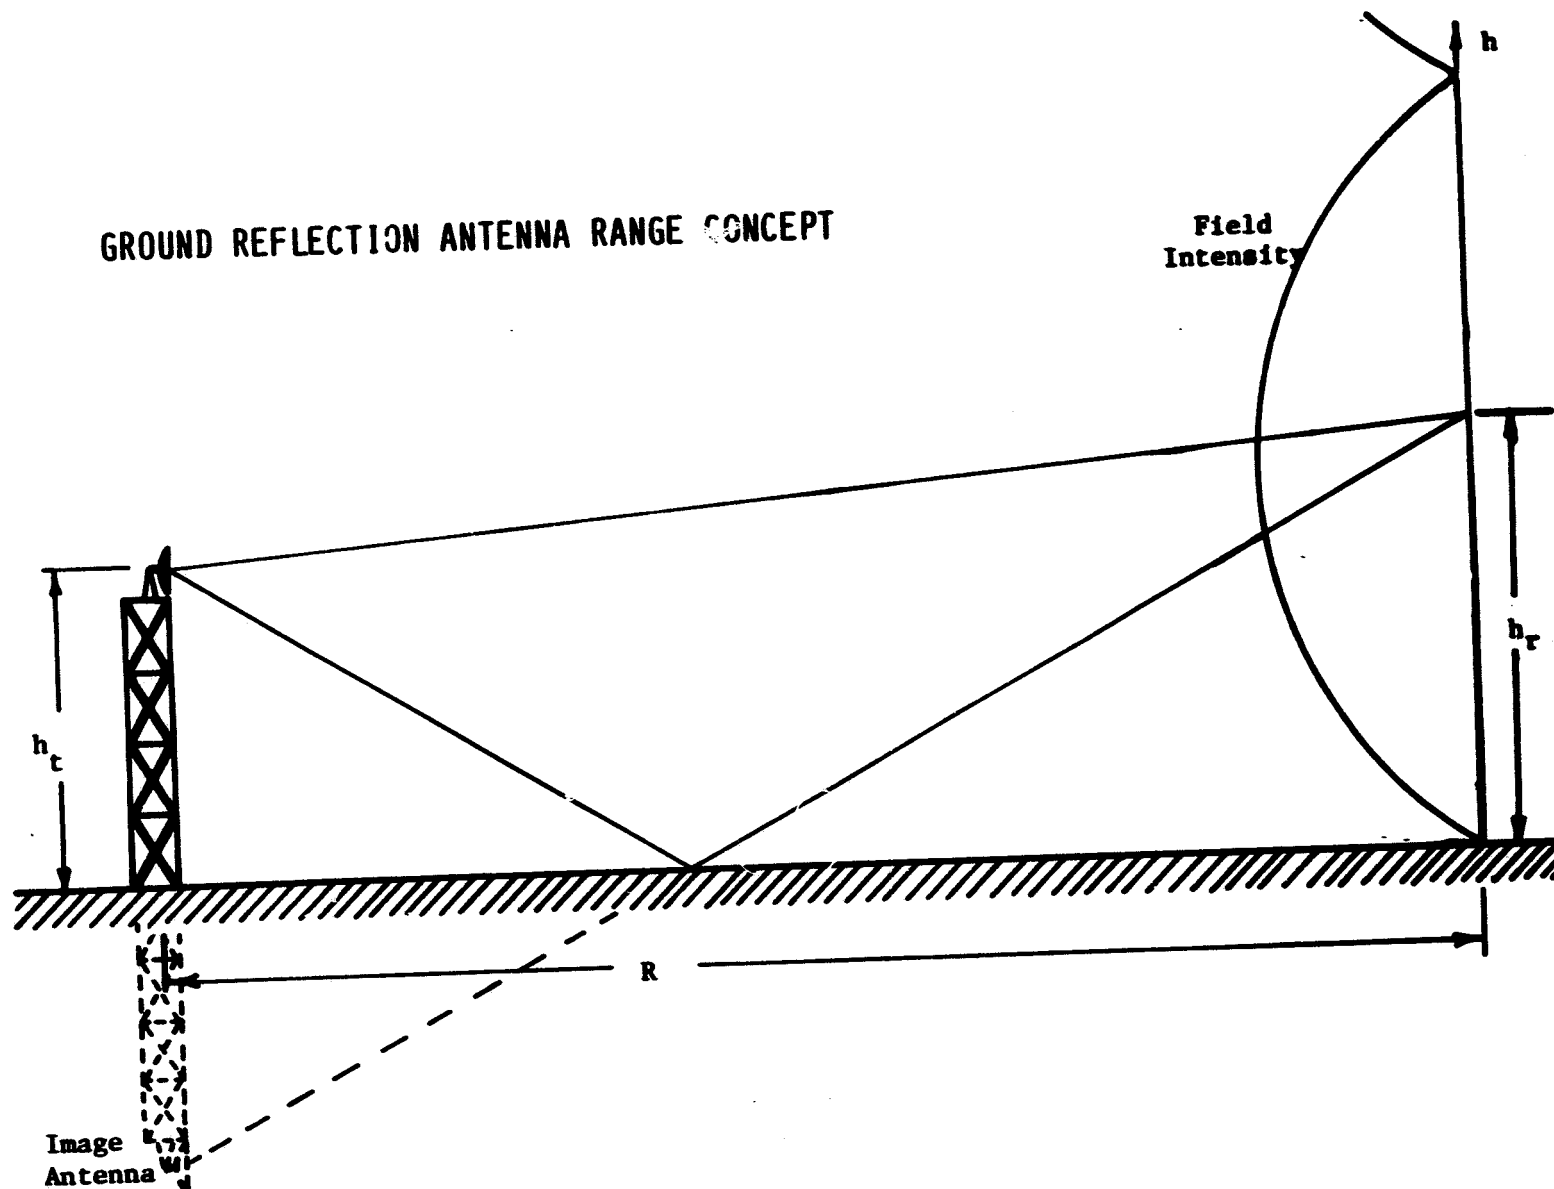 h
GROUND REFLECTION ANTENNA RANGE CONCEPT
Field
Intensity
h_r
h_t
R
Image
Antenna